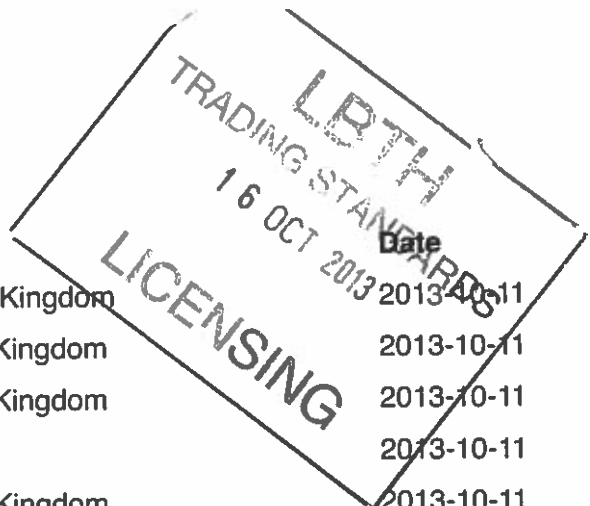 LBTH
TRADING STANDARDS
16 OCT 2013
LICENSING
Date
Kingdom 2013-10-11
Kingdom 2013-10-11
Kingdom 2013-10-11
2013-10-11
Kingdom 2013-10-11